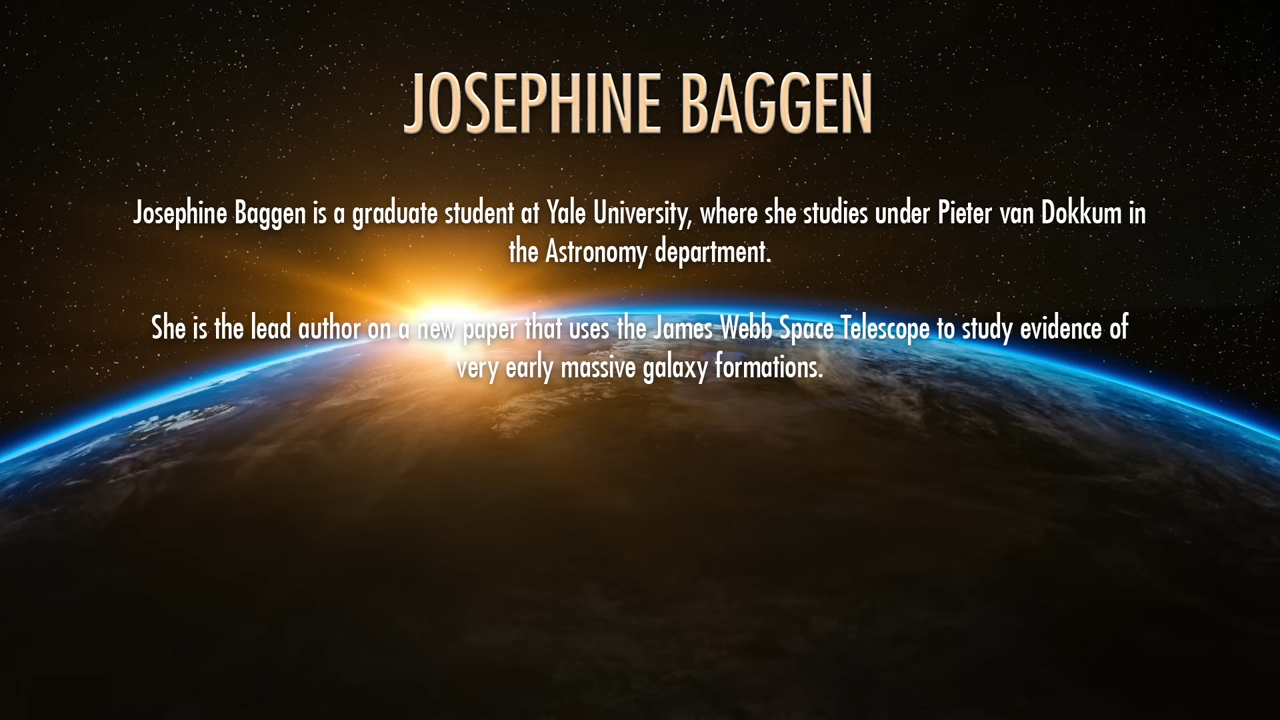 JOSEPHINE BAGGEN
Josephine Baggen is a graduate student at Yale University, where she studies under Pieter van Dokkum in
the Astronomy department.
She is the lead author on a new paper that uses the James Webb Space Telescope to study evidence of
very early massive galaxy formations.